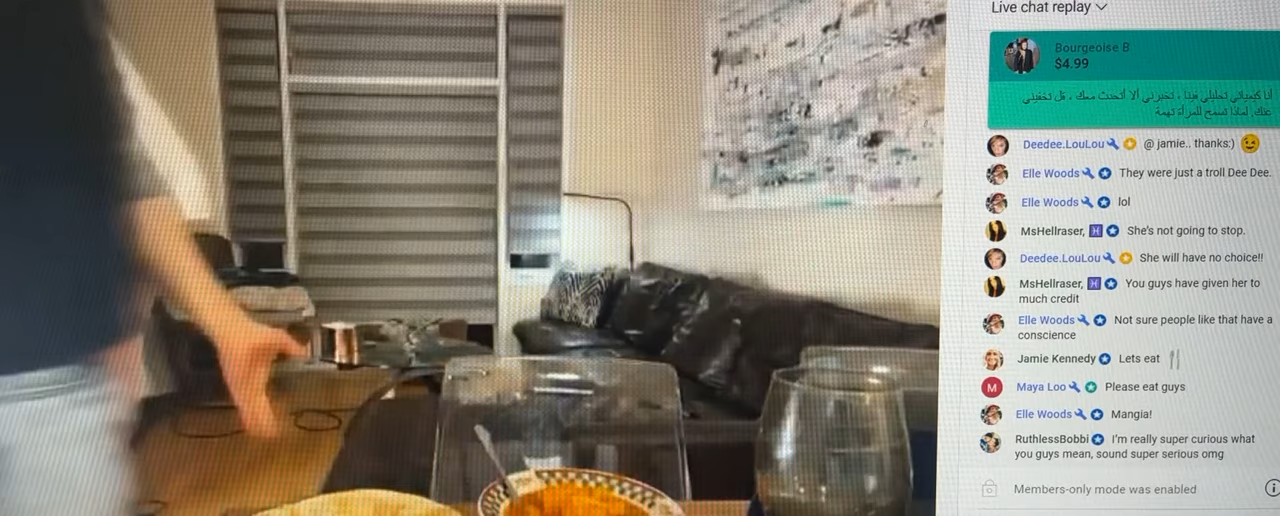 Live chat replay
Bourgeoise B
$4.99
أنا كيميائي تحليلي هيئا ، تخبرني ألا أتحدث معك ، قل تخفيني
عنك. لماذا تسمح للمرأة تهمة
Deedee.LouLou @ jamie.. thanks:) 😉
Elle Woods They were just a troll Dee Dee.
Elle Woods lol
MsHellraser, She's not going to stop.
Deedee.LouLou She will have no choice!!
MsHellraser, You guys have given her to
much credit
Elle Woods Not sure people like that have a
conscience
Jamie Kennedy Lets eat 🍴
M Maya Loo Please eat guys
Elle Woods Mangia!
RuthlessBobbi I'm really super curious what
you guys mean, sound super serious omg
Members-only mode was enabled